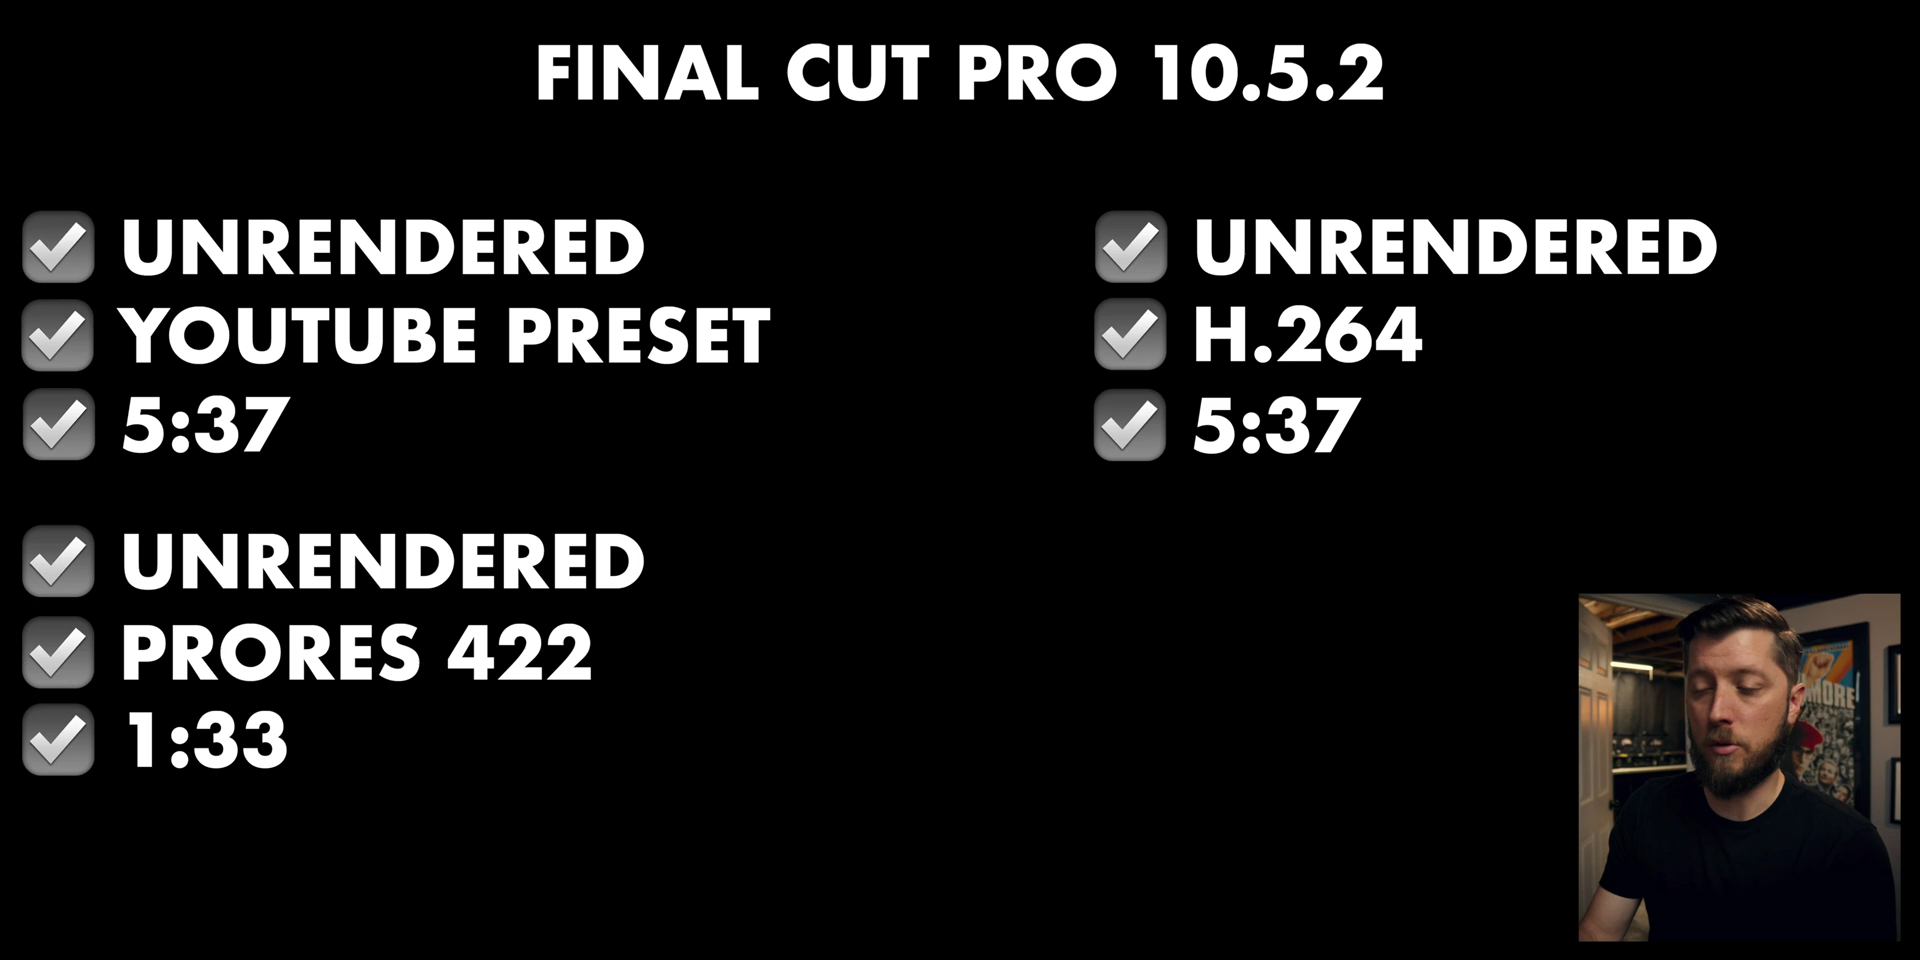 FINAL CUT PRO 10.5.2
UNRENDERED
YOUTUBE PRESET
5:37
UNRENDERED
H.264
5:37
UNRENDERED
PRORES 422
1:33
MORE